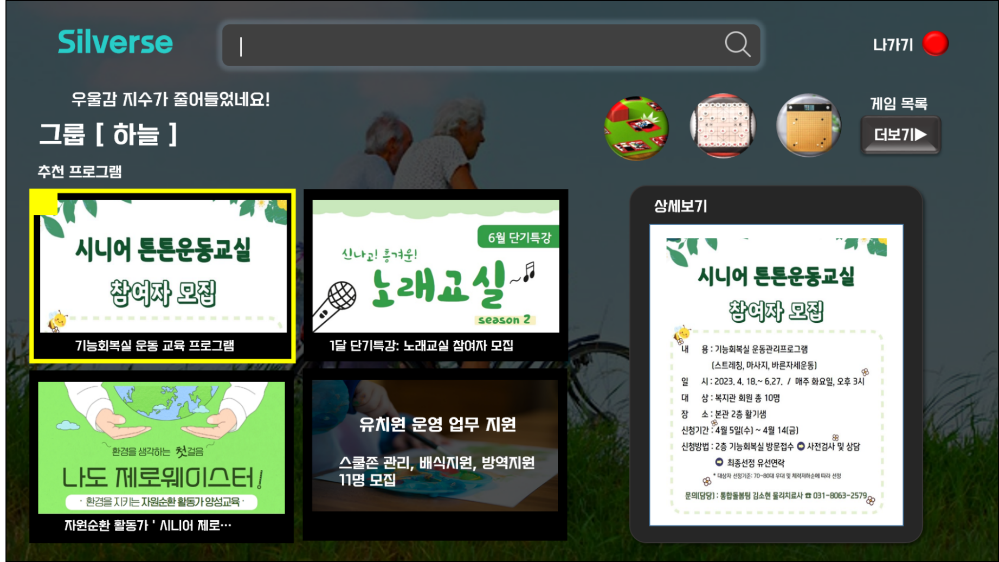 Silverse
나가기
우울감 지수가 줄어들었네요!
그룹 [ 하늘 ]
게임 목록
더보기▶
추천 프로그램
시니어 튼튼운동교실
참여자 모집
기능회복실 운동 교육 프로그램
6월 단기특강
신나고! 흥겨운!
노래교실
season 2
1달 단기특강: 노래교실 참여자 모집
환경을 생각하는 첫걸음
나도 제로웨이스터!
· 환경을 지키는 자원순환 활동가 양성교육 ·
자원순환 활동가 ' 시니어 제로…
유치원 운영 업무 지원
스쿨존 관리, 배식지원, 방역지원
11명 모집
상세보기
시니어 튼튼운동교실
참여자 모집
내 용 : 기능회복실 운동관리프로그램
(스트레칭, 마사지, 바른자세운동)
일 시 : 2023. 4. 18.~ 6.27. / 매주 화요일, 오후 3시
대 상 : 복지관 회원 총 10명
장 소 : 본관 2층 활기샘
신청기간 : 4월 5일(수) ~ 4월 14(금)
신청방법 : 2층 기능회복실 방문접수 ➡ 사전검사 및 상담
➡ 최종선정 유선연락
* 대상자 선정기준: 70~80대 우대 및 체력저하순에 따라 선정
문의(담당) : 통합돌봄팀 김소현 물리치료사 ☎ 031-8063-2579